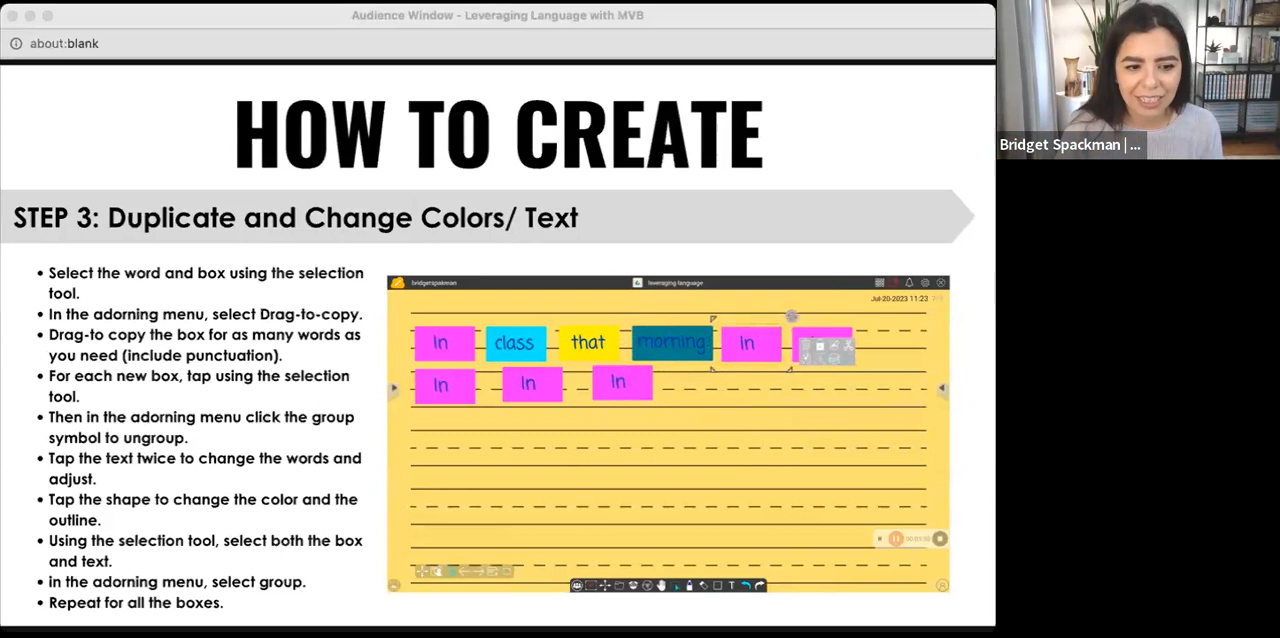 Audience Window - Leveraging Language with MVB
about:blank
HOW TO CREATE
STEP 3: Duplicate and Change Colors/ Text
• Select the word and box using the selection
tool.
• In the adorning menu, select Drag-to-copy.
• Drag-to copy the box for as many words as
you need (include punctuation).
• For each new box, tap using the selection
tool.
• Then in the adorning menu click the group
symbol to ungroup.
• Tap the text twice to change the words and
adjust.
• Tap the shape to change the color and the
outline.
• Using the selection tool, select both the box
and text.
• in the adorning menu, select group.
• Repeat for all the boxes.
bridgetspackman
leveraging language
Jul-20-2023 11:23
In class that morning In
In In In
Bridget Spackman | ...